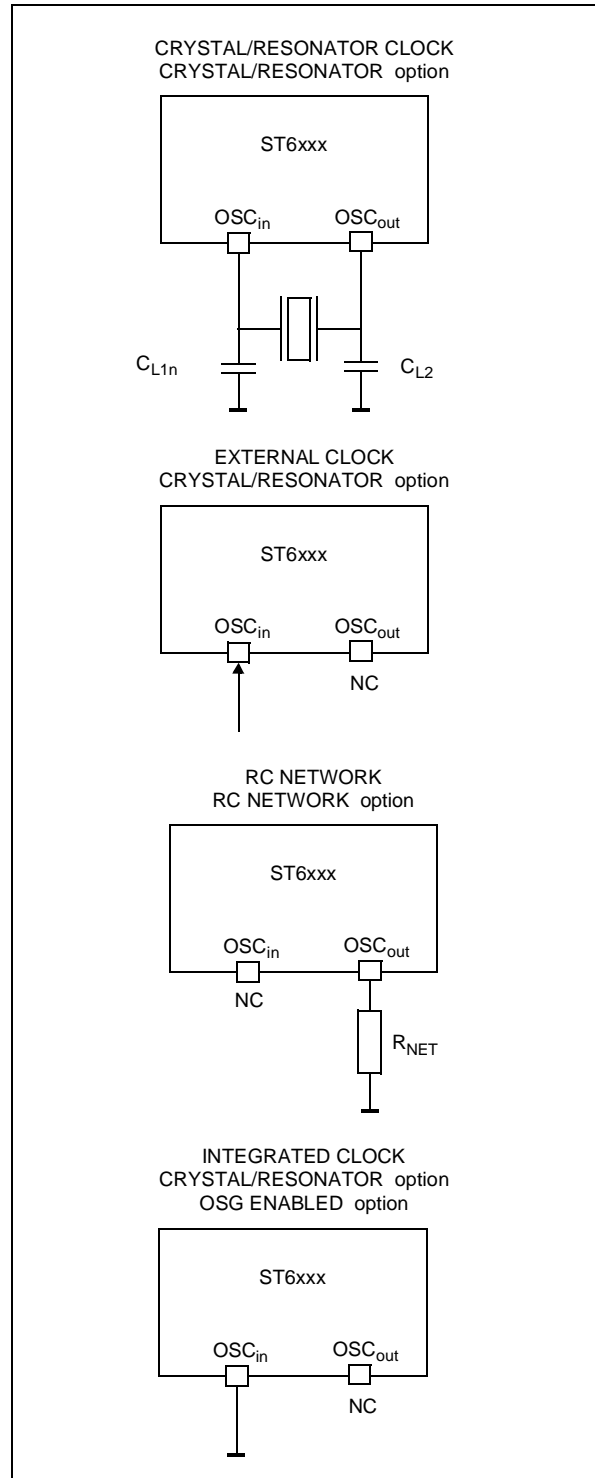 CRYSTAL/RESONATOR CLOCK
CRYSTAL/RESONATOR option
ST6xxx
OSCin OSCout
CL1n CL2
EXTERNAL CLOCK
CRYSTAL/RESONATOR option
ST6xxx
OSCin OSCout
NC
RC NETWORK
RC NETWORK option
ST6xxx
OSCin OSCout
NC
RNET
INTEGRATED CLOCK
CRYSTAL/RESONATOR option
OSG ENABLED option
ST6xxx
OSCin OSCout
NC